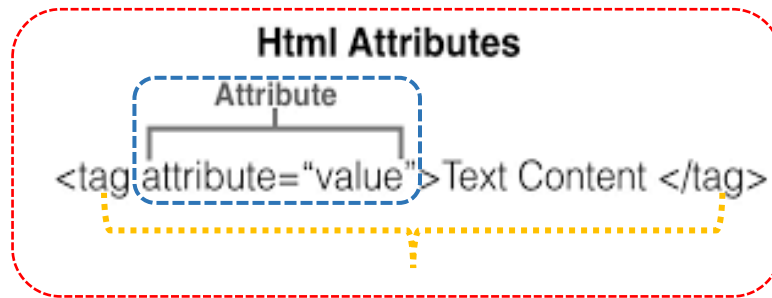 Html Attributes
Attribute
<tag attribute=“value”>Text Content </tag>